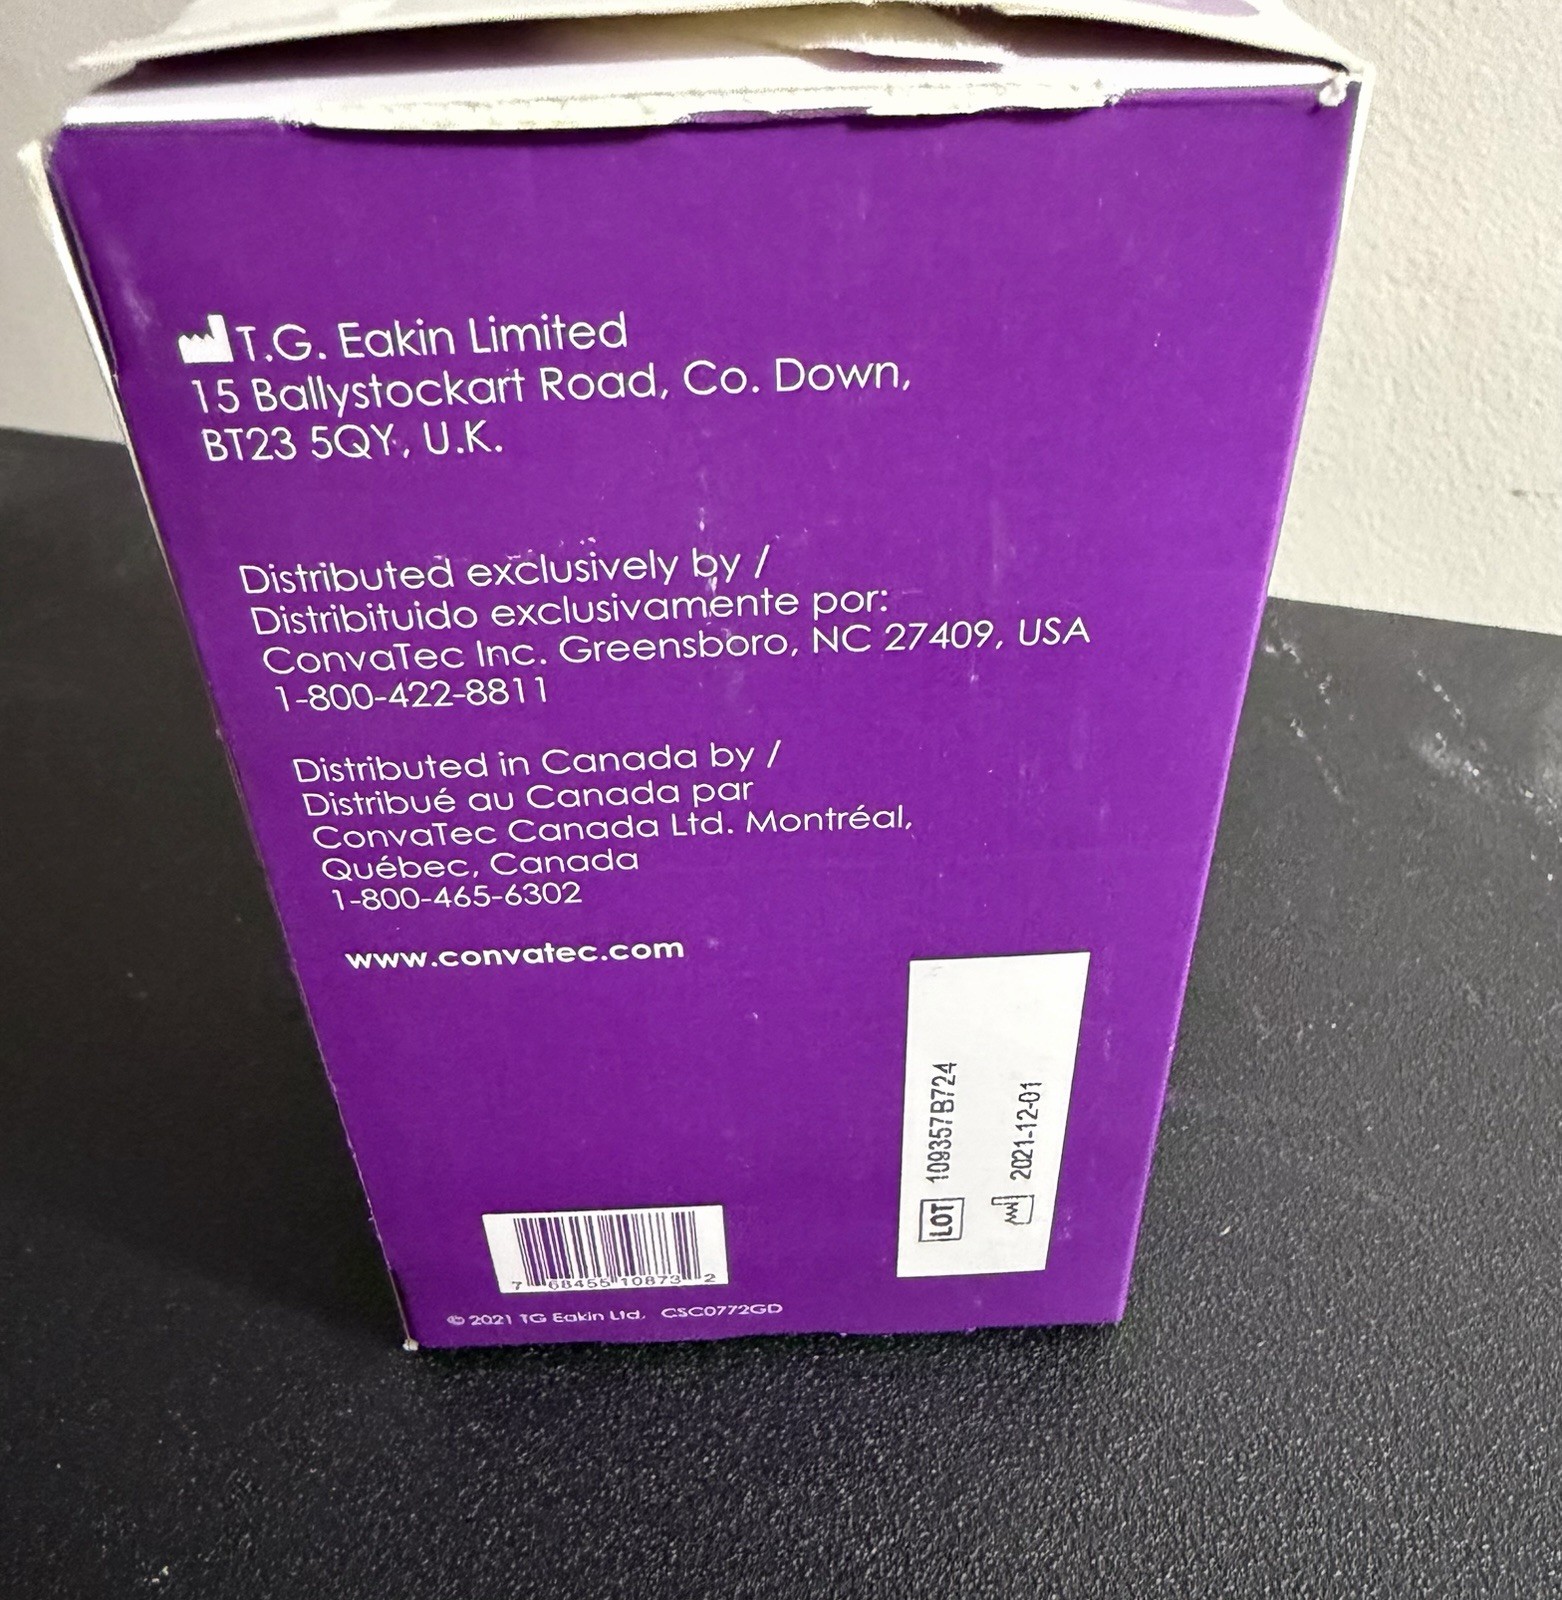 T.G. Eakin Limited
15 Ballystockart Road, Co. Down,
BT23 5QY, U.K.
Distributed exclusively by /
Distribituido exclusivamente por:
ConvaTec Inc. Greensboro, NC 27409, USA
1-800-422-8811
Distributed in Canada by /
Distribué au Canada par
ConvaTec Canada Ltd. Montréal,
Québec, Canada
1-800-465-6302
www.convatec.com
LOT 109357B724
2021-12-01
7 68455 10873 2
© 2021 TG Eakin Ltd, CSC0772GD